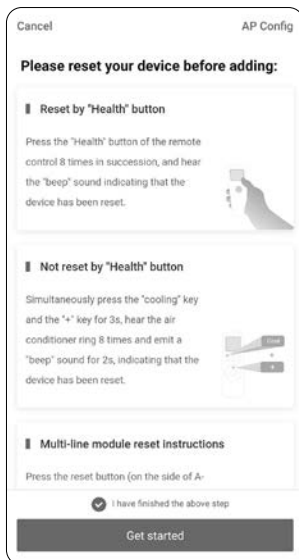 Cancel AP Config
Please reset your device before adding:
Reset by "Health" button
Press the "Health" button of the remote
control 8 times in succession, and hear
the "beep" sound indicating that the
device has been reset.
Not reset by "Health" button
Simultaneously press the "cooling" key
and the "+" key for 3s, hear the air
conditioner ring 8 times and emit a
"beep" sound for 2s, indicating that the
device has been reset.
Cool
+
Multi-line module reset instructions
Press the reset button (on the side of A-
I have finished the above step
Get started